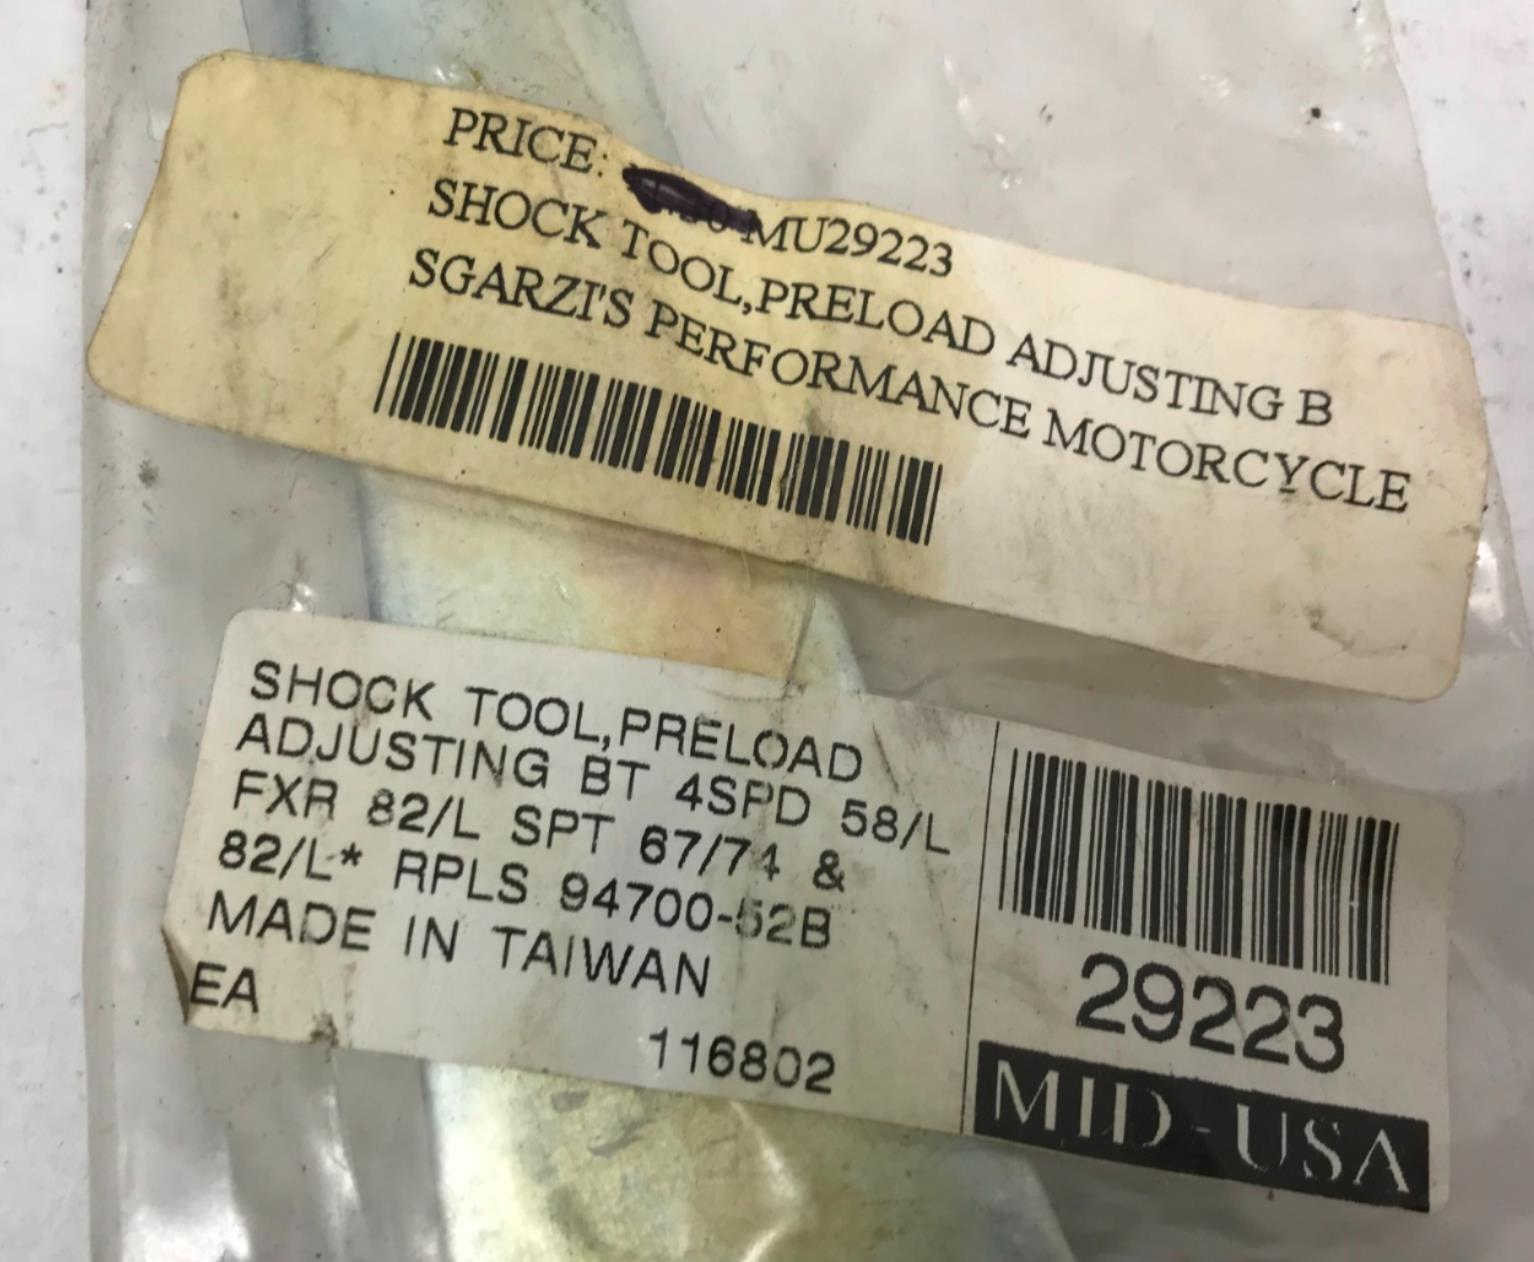 PRICE: MU29223
SHOCK TOOL,PRELOAD ADJUSTING B
SGARZI'S PERFORMANCE MOTORCYCLE
SHOCK TOOL,PRELOAD
ADJUSTING BT 4SPD 58/L
FXR 82/L SPT 67/74 &
82/L* RPLS 94700-52B
MADE IN TAIWAN
EA
116802
29223
MID-USA